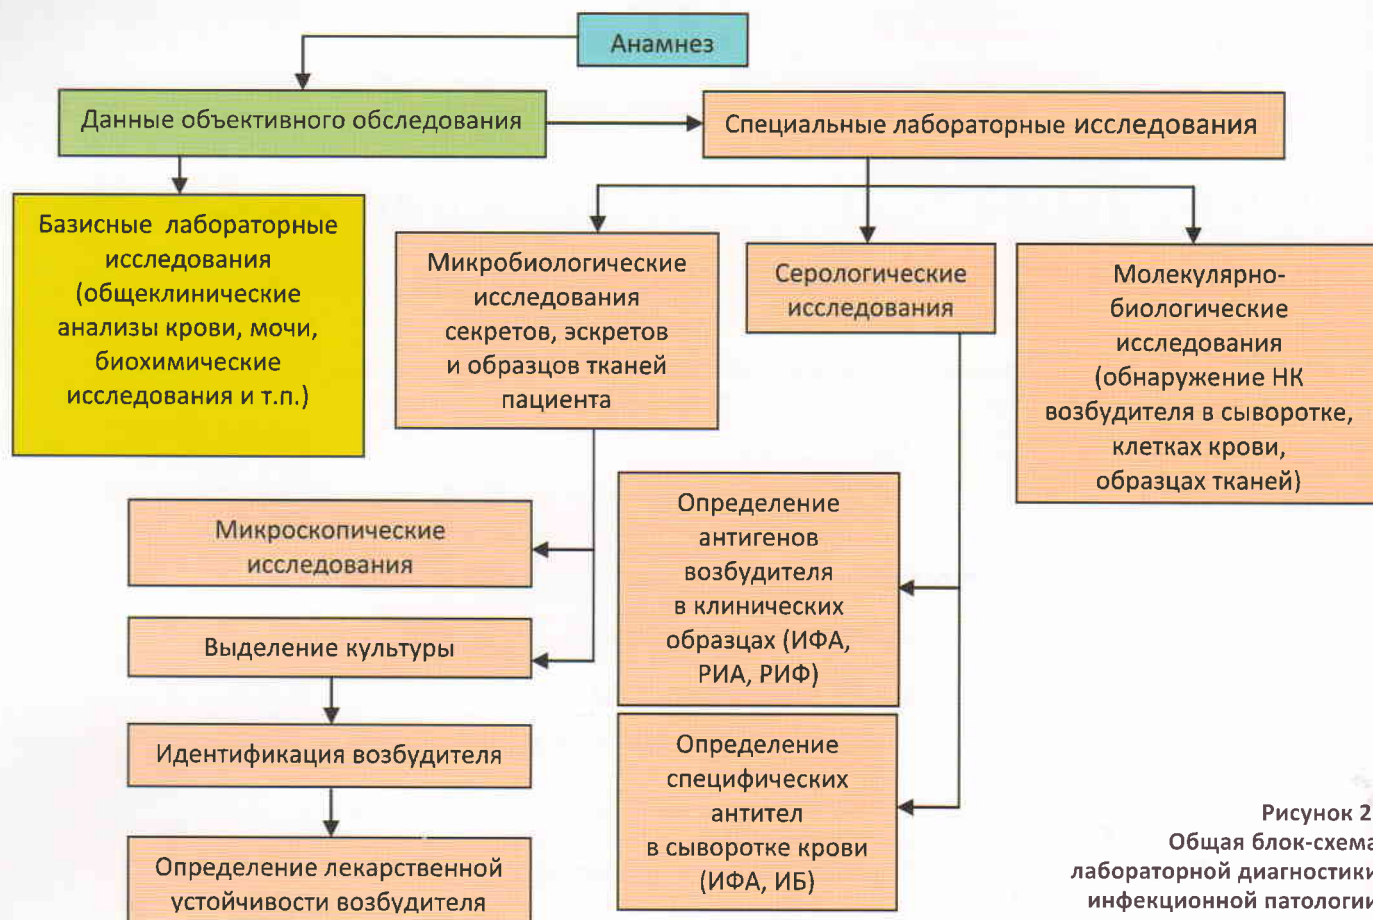 Анамнез
Данные объективного обследования
Специальные лабораторные исследования
Базисные лабораторные
исследования
(общеклинические
анализы крови, мочи,
биохимические
исследования и т.п.)
Микробиологические
исследования
секретов, эскретов
и образцов тканей
пациента
Серологические
исследования
Молекулярно-
биологические
исследования
(обнаружение НК
возбудителя в сыворотке,
клетках крови,
образцах тканей)
Микроскопические
исследования
Выделение культуры
Идентификация возбудителя
Определение лекарственной
устойчивости возбудителя
Определение
антигенов
возбудителя
в клинических
образцах (ИФА,
РИА, РИФ)
Определение
специфических
антител
в сыворотке крови
(ИФА, ИБ)
Рисунок 2.
Общая блок-схема
лабораторной диагностики
инфекционной патологии